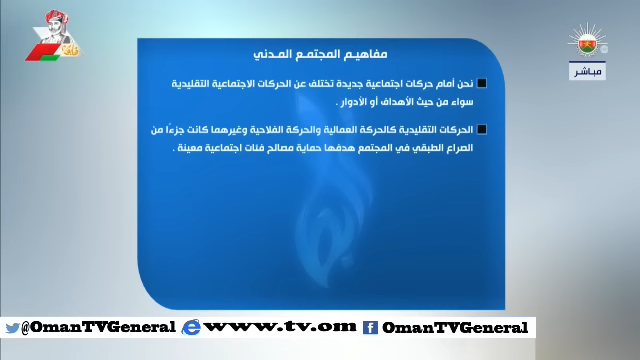 مفاهيم المجتمع المدني
مباشر
نحن أمام حركات اجتماعية جديدة تختلف عن الحركات الاجتماعية التقليدية
سواء من حيث الأهداف أو الأدوار .
الحركات التقليدية كالحركة العمالية والحركة الفلاحية وغيرهما كانت جزءًا من
الصراع الطبقي في المجتمع هدفها حماية مصالح فئات اجتماعية معينة .
@OmanTVGeneral www.tv.om OmanTVGeneral